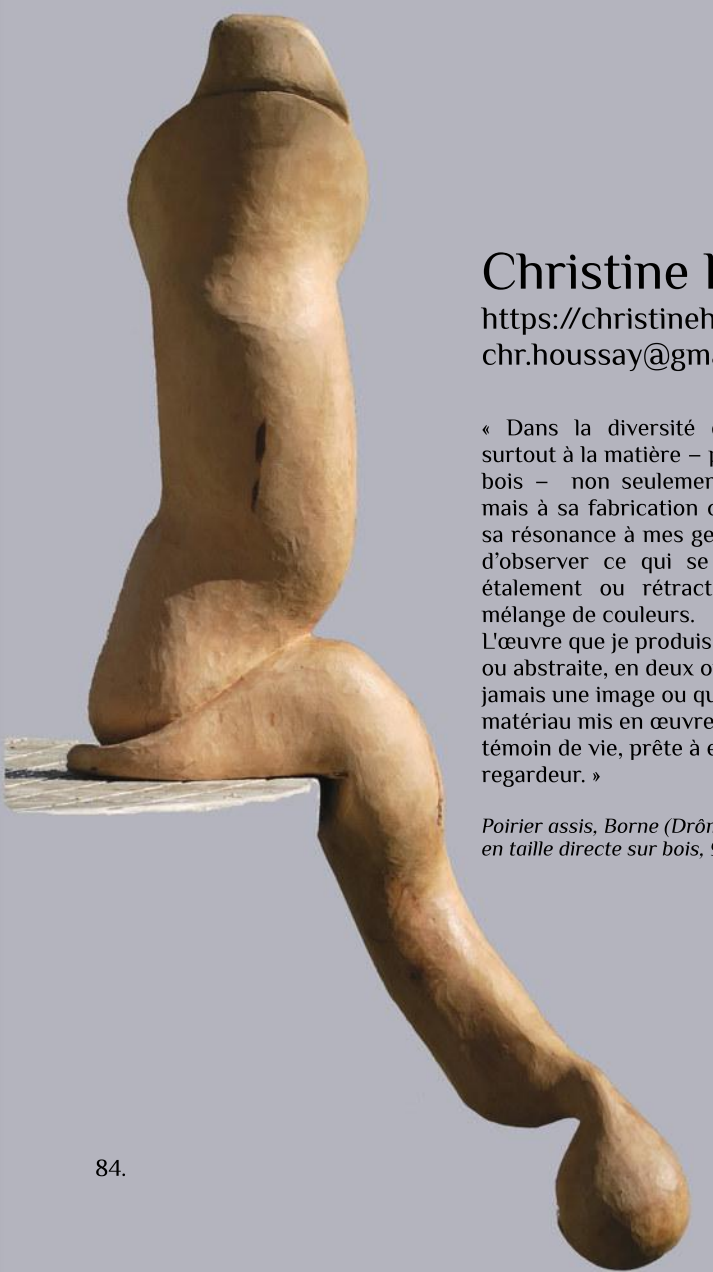 Christine
https://christineh
chr.houssay@gm
« Dans la diversité
surtout à la matière – p
bois – non seulemer
mais à sa fabrication
sa résonance à mes ge
d’observer ce qui se
étalement ou rétract
mélange de couleurs.
L'œuvre que je produis
ou abstraite, en deux o
jamais une image ou qu
matériau mis en œuvre
témoin de vie, prête à e
regardeur. »
Poirier assis, Borne (Drôm
en taille directe sur bois,
84.